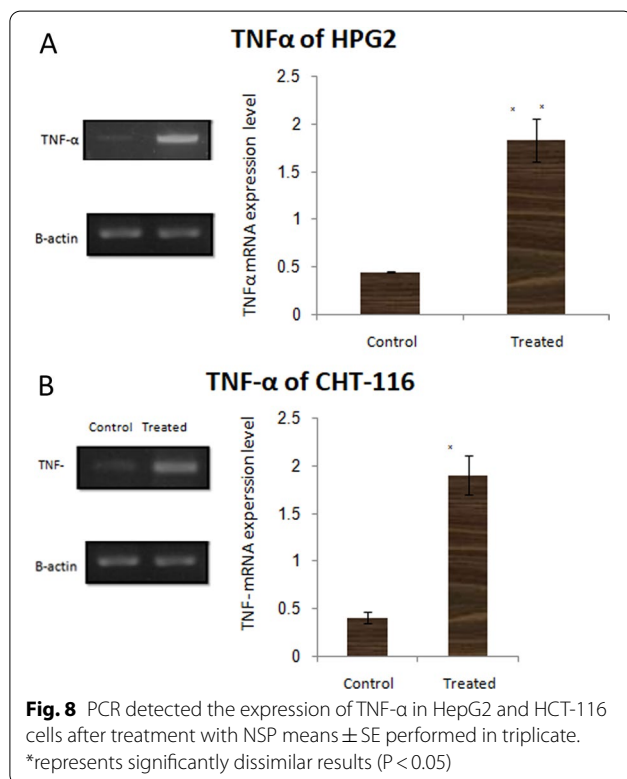 A
TNFα of HPG2
TNF-α
B-actin
TNFα mRNA expression level
2.5
2
1.5
1
0.5
0
* *
Control Treated
B
TNF-α of CHT-116
Control Treated
TNF-
B-actin
TNF- mRNA experssion level
2.5
2
1.5
1
0.5
0
*
Control Treated
Fig. 8 PCR detected the expression of TNF-α in HepG2 and HCT-116
cells after treatment with NSP means ± SE performed in triplicate.
*represents significantly dissimilar results (P < 0.05)